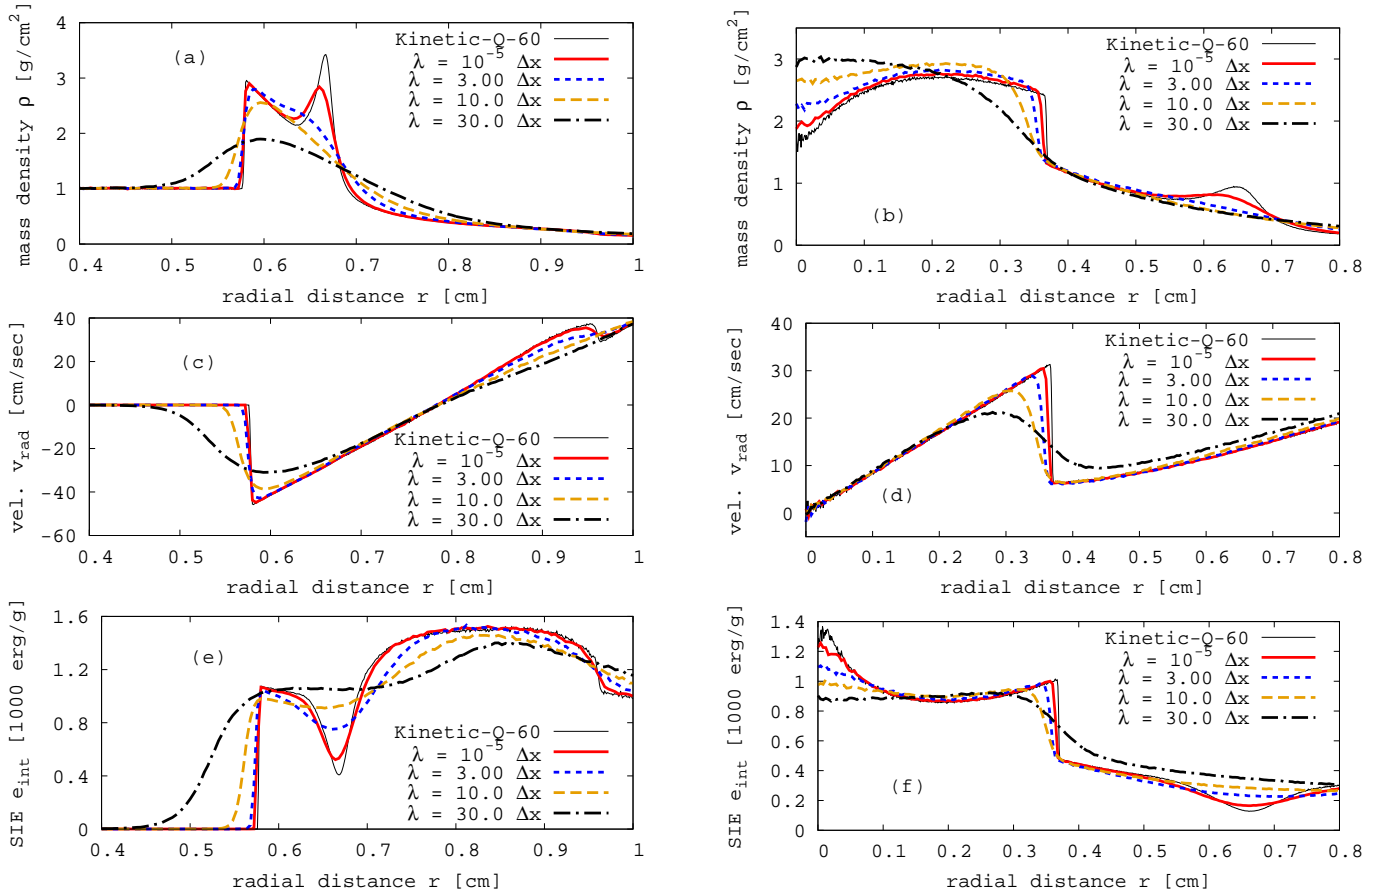 mass density ρ [g/cm²]
4
3
2
1
0
(a)
Kinetic-Q-60
λ = 10⁻⁵ Δx
λ = 3.00 Δx
λ = 10.0 Δx
λ = 30.0 Δx
0.4 0.5 0.6 0.7 0.8 0.9 1
radial distance r [cm]
mass density ρ [g/cm²]
3
2
1
0
(b)
Kinetic-Q-60
λ = 10⁻⁵ Δx
λ = 3.00 Δx
λ = 10.0 Δx
λ = 30.0 Δx
0 0.1 0.2 0.3 0.4 0.5 0.6 0.7 0.8
radial distance r [cm]
vel. v_rad [cm/sec]
40
20
0
-20
-40
-60
(c)
Kinetic-Q-60
λ = 10⁻⁵ Δx
λ = 3.00 Δx
λ = 10.0 Δx
λ = 30.0 Δx
0.4 0.5 0.6 0.7 0.8 0.9 1
radial distance r [cm]
vel. v_rad [cm/sec]
40
30
20
10
0
(d)
Kinetic-Q-60
λ = 10⁻⁵ Δx
λ = 3.00 Δx
λ = 10.0 Δx
λ = 30.0 Δx
0 0.1 0.2 0.3 0.4 0.5 0.6 0.7 0.8
radial distance r [cm]
SIE e_int [1000 erg/g]
1.6
1.2
0.8
0.4
0
(e)
Kinetic-Q-60
λ = 10⁻⁵ Δx
λ = 3.00 Δx
λ = 10.0 Δx
λ = 30.0 Δx
0.4 0.5 0.6 0.7 0.8 0.9 1
radial distance r [cm]
SIE e_int [1000 erg/g]
1.4
1.2
1
0.8
0.6
0.4
0.2
0
(f)
Kinetic-Q-60
λ = 10⁻⁵ Δx
λ = 3.00 Δx
λ = 10.0 Δx
λ = 30.0 Δx
0 0.1 0.2 0.3 0.4 0.5 0.6 0.7 0.8
radial distance r [cm]